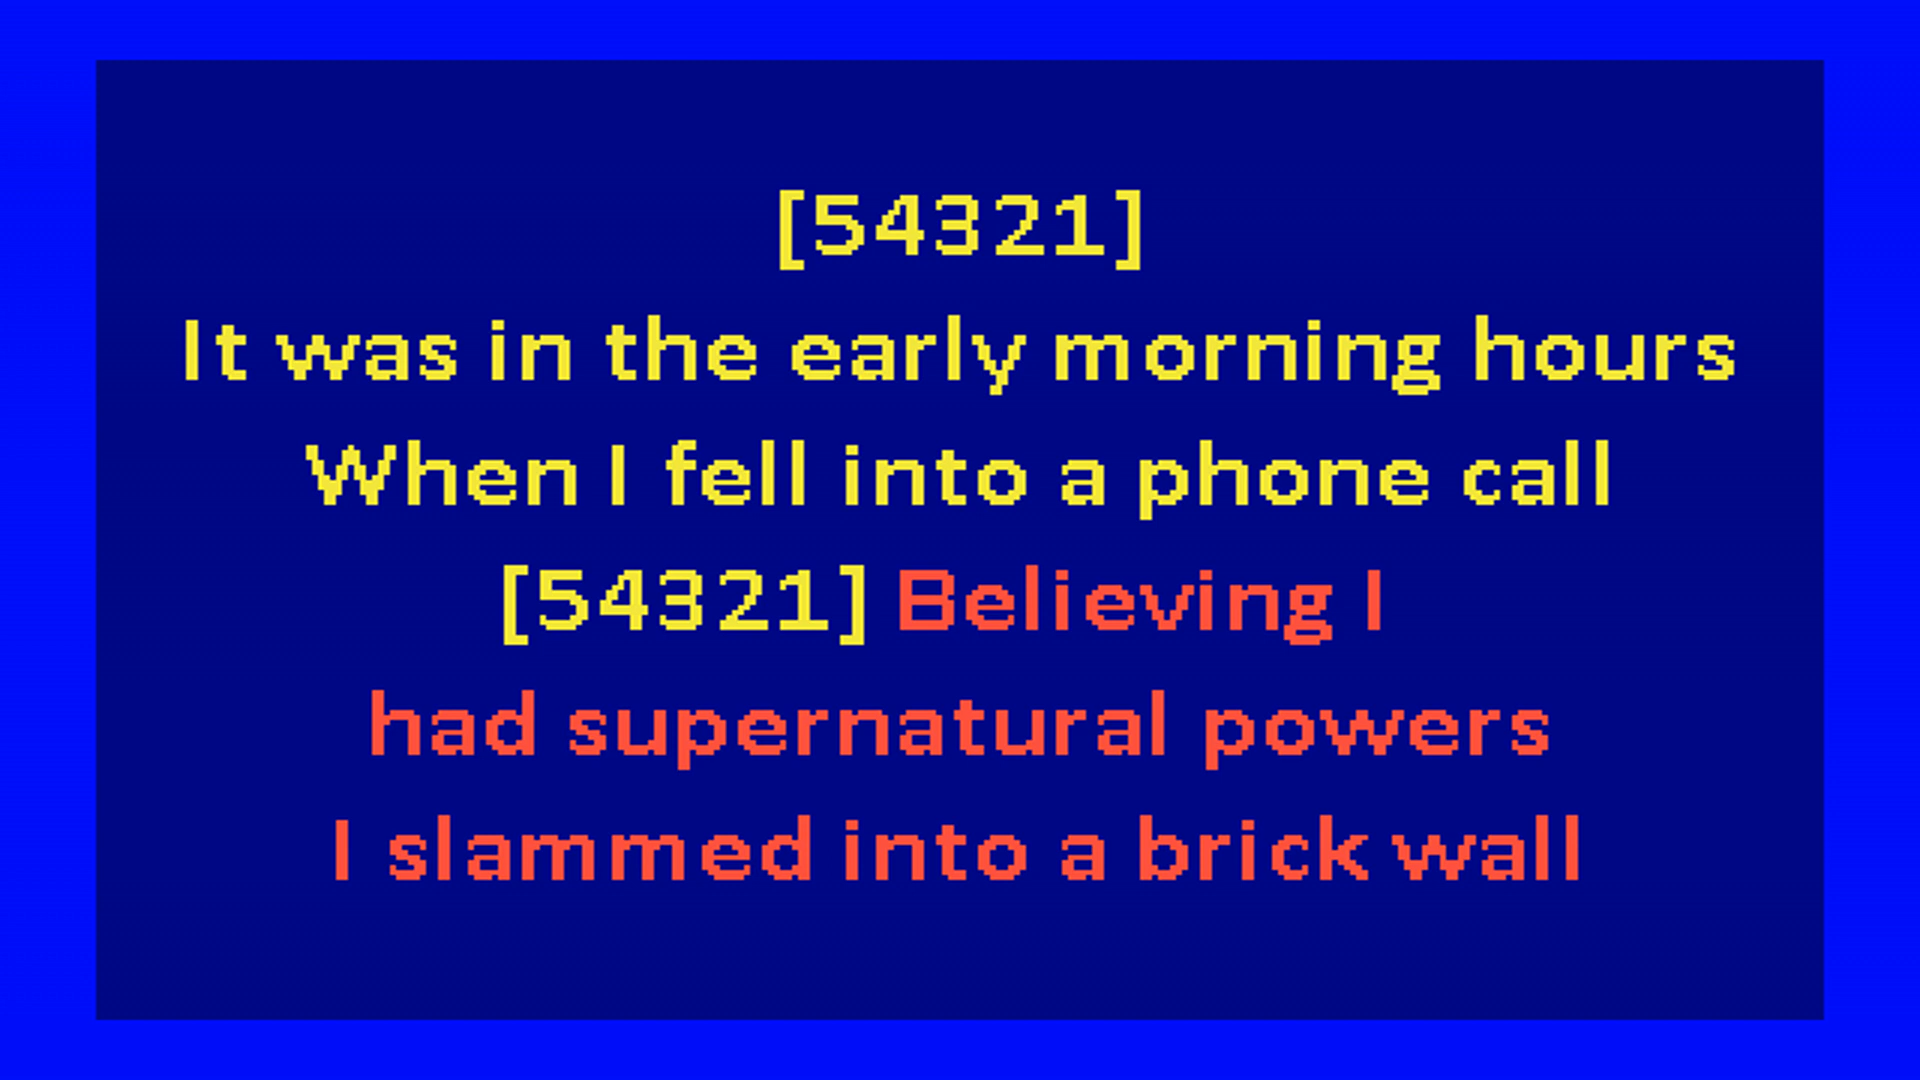 [54321]
It was in the early morning hours
When I fell into a phone call
[54321] Believing I
had supernatural powers
I slammed into a brick wall